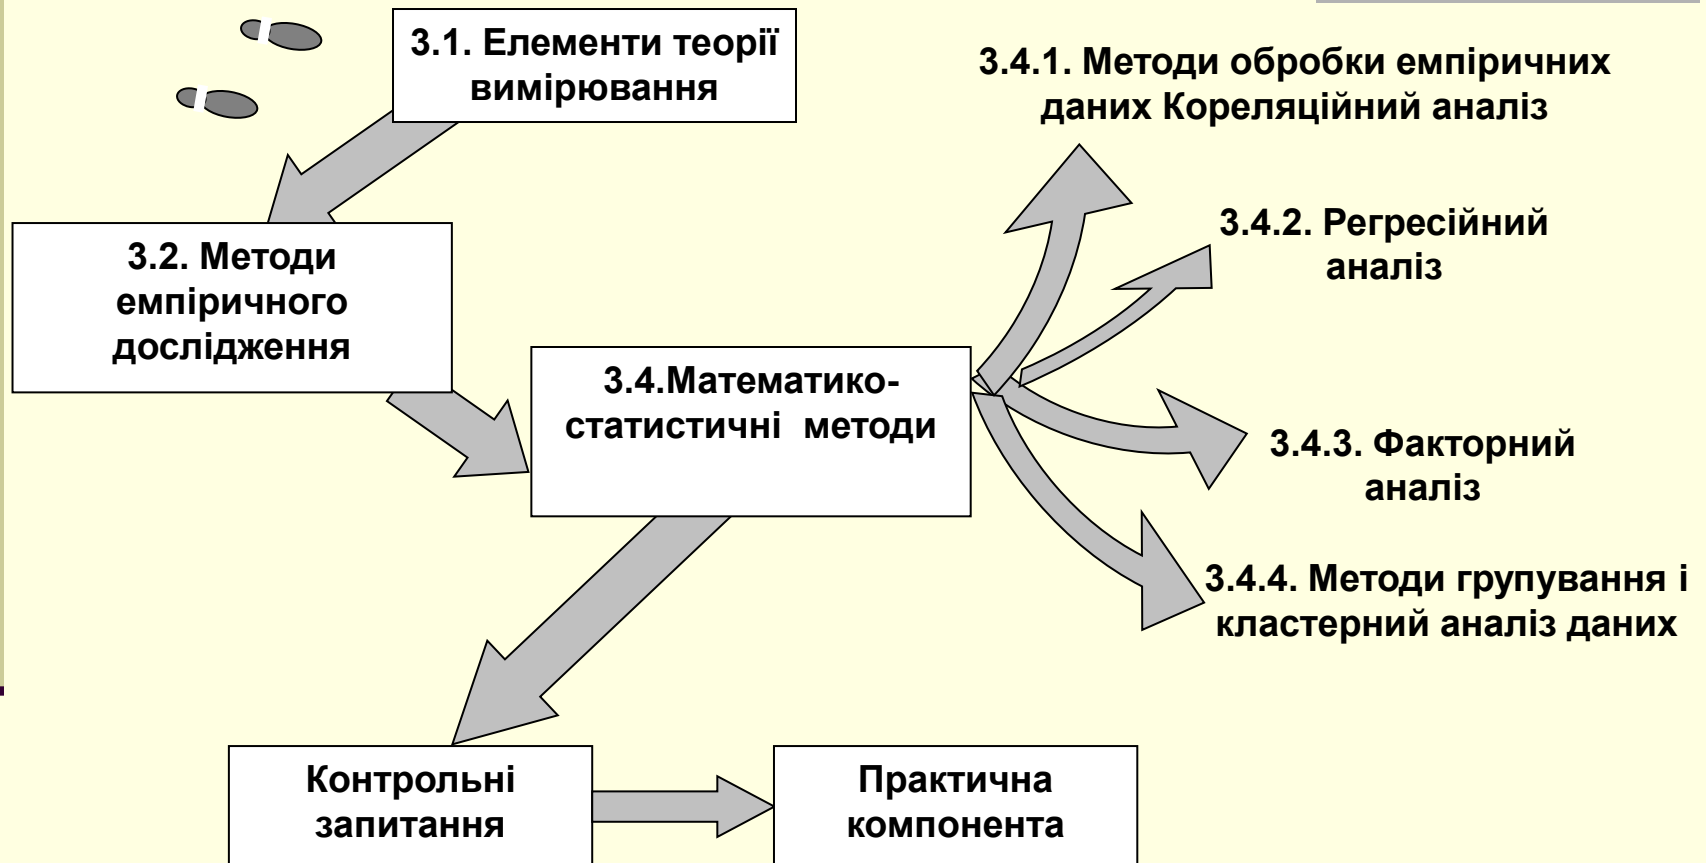 3.1. Елементи теорії
вимірювання
3.2. Методи
емпіричного
дослідження
3.4.Математико-
статистичні методи
3.4.1. Методи обробки емпіричних
даних Кореляційний аналіз
3.4.2. Регресійний
аналіз
3.4.3. Факторний
аналіз
3.4.4. Методи групування і
кластерний аналіз даних
Контрольні
запитання
Практична
компонента